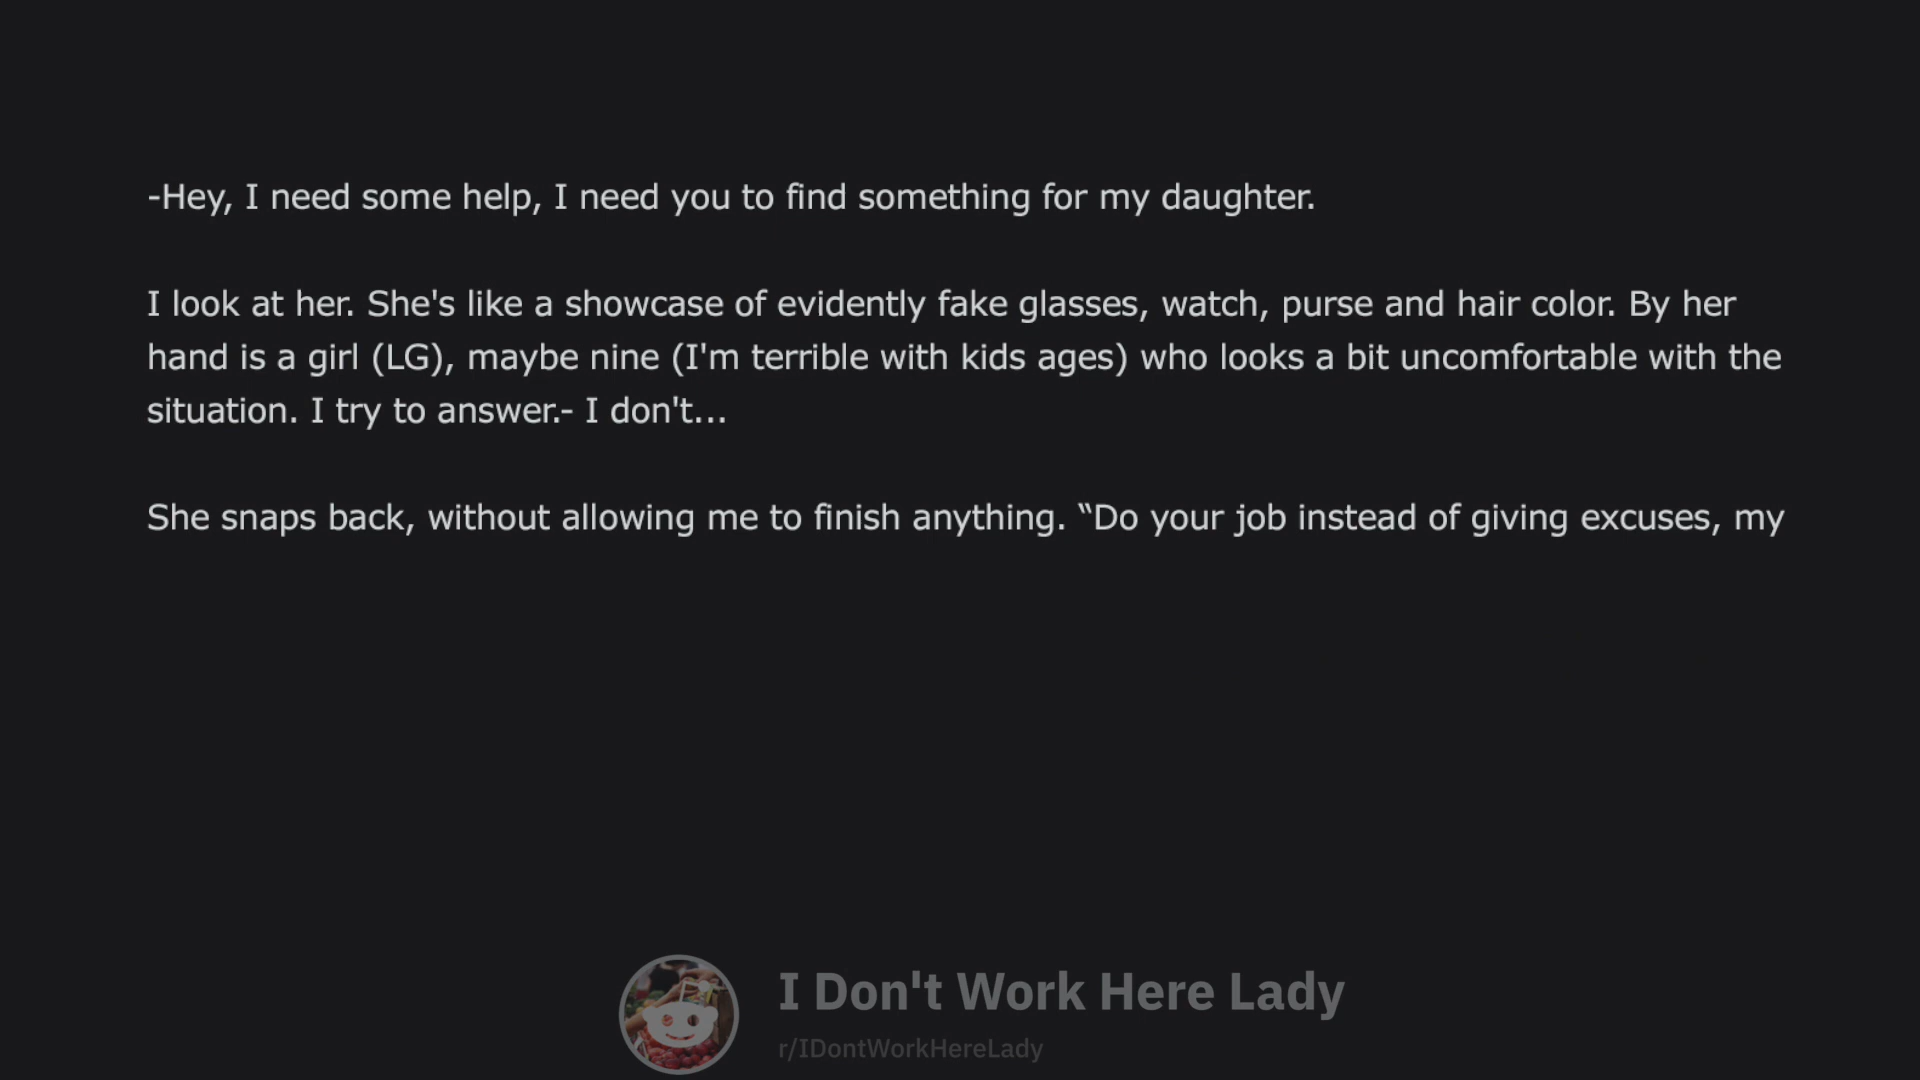 -Hey, I need some help, I need you to find something for my daughter.
I look at her. She's like a showcase of evidently fake glasses, watch, purse and hair color. By her
hand is a girl (LG), maybe nine (I'm terrible with kids ages) who looks a bit uncomfortable with the
situation. I try to answer.- I don't...
She snaps back, without allowing me to finish anything. “Do your job instead of giving excuses, my
I Don't Work Here Lady
r/IDontWorkHereLady